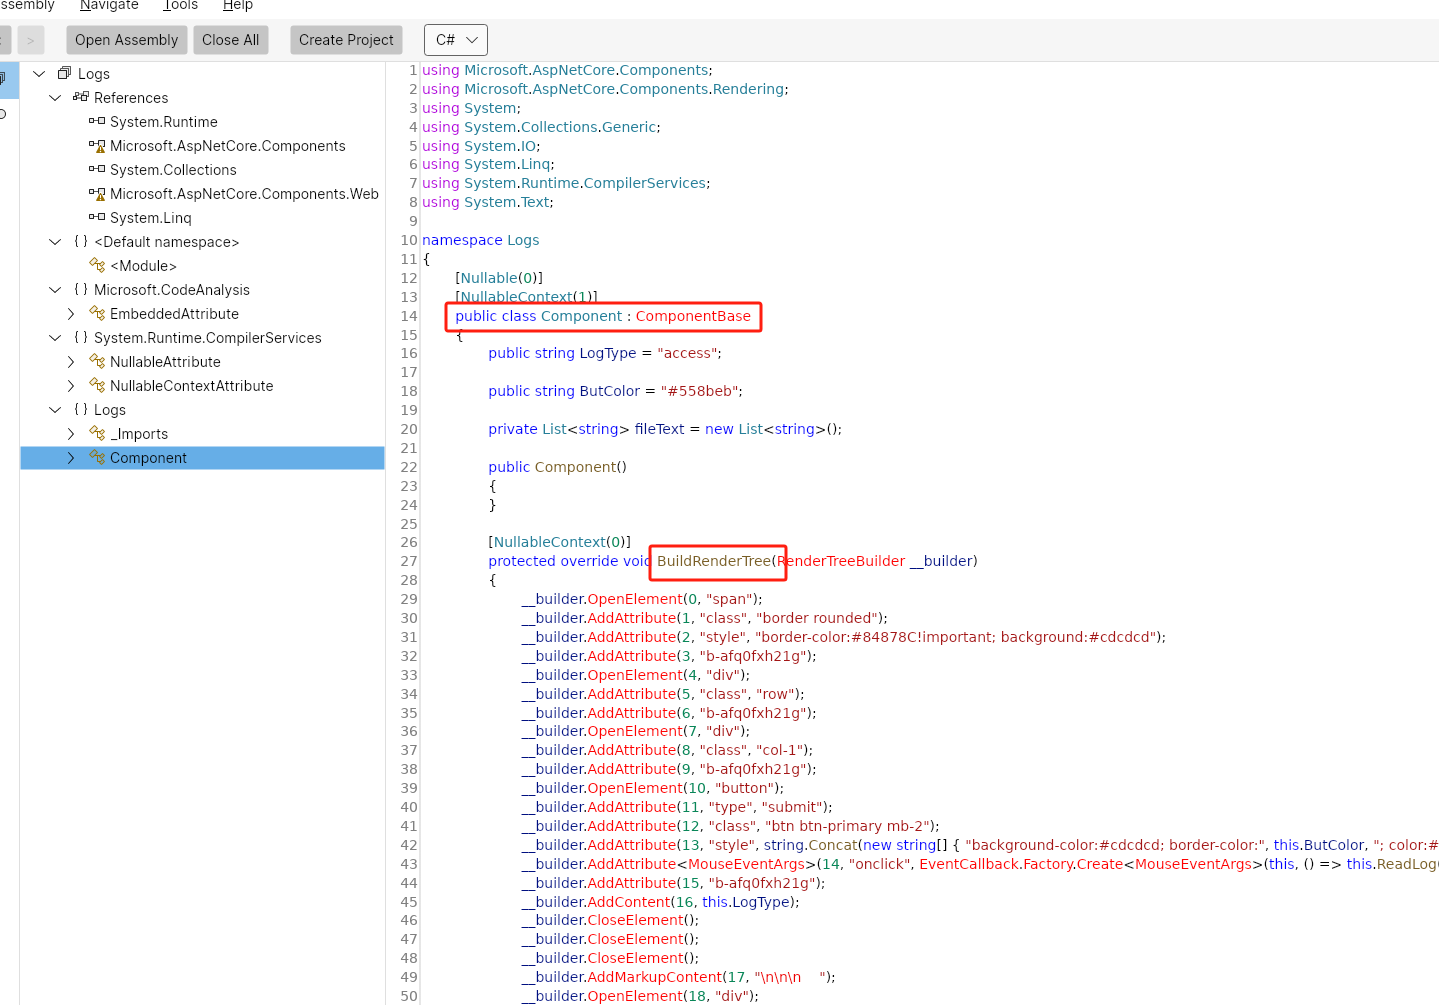 ssembly Navigate Tools Help
> Open Assembly Close All Create Project C#
Logs
References
System.Runtime
Microsoft.AspNetCore.Components
System.Collections
Microsoft.AspNetCore.Components.Web
System.Linq
{ } <Default namespace>
<Module>
{ } Microsoft.CodeAnalysis
EmbeddedAttribute
{ } System.Runtime.CompilerServices
NullableAttribute
NullableContextAttribute
{ } Logs
_Imports
Component
1 using Microsoft.AspNetCore.Components;
2 using Microsoft.AspNetCore.Components.Rendering;
3 using System;
4 using System.Collections.Generic;
5 using System.IO;
6 using System.Linq;
7 using System.Runtime.CompilerServices;
8 using System.Text;
9
10 namespace Logs
11 {
12 [Nullable(0)]
13 [NullableContext(1)]
14 public class Component : ComponentBase
15 {
16 public string LogType = "access";
17
18 public string ButColor = "#558beb";
19
20 private List<string> fileText = new List<string>();
21
22 public Component()
23 {
24 }
25
26 [NullableContext(0)]
27 protected override void BuildRenderTree(RenderTreeBuilder __builder)
28 {
29 __builder.OpenElement(0, "span");
30 __builder.AddAttribute(1, "class", "border rounded");
31 __builder.AddAttribute(2, "style", "border-color:#84878C!important; background:#cdcdcd");
32 __builder.AddAttribute(3, "b-afq0fxh21g");
33 __builder.OpenElement(4, "div");
34 __builder.AddAttribute(5, "class", "row");
35 __builder.AddAttribute(6, "b-afq0fxh21g");
36 __builder.OpenElement(7, "div");
37 __builder.AddAttribute(8, "class", "col-1");
38 __builder.AddAttribute(9, "b-afq0fxh21g");
39 __builder.OpenElement(10, "button");
40 __builder.AddAttribute(11, "type", "submit");
41 __builder.AddAttribute(12, "class", "btn btn-primary mb-2");
42 __builder.AddAttribute(13, "style", string.Concat(new string[] { "background-color:#cdcdcd; border-color:", this.ButColor, "; color:#
43 __builder.AddAttribute<MouseEventArgs>(14, "onclick", EventCallback.Factory.Create<MouseEventArgs>(this, () => this.ReadLog(
44 __builder.AddAttribute(15, "b-afq0fxh21g");
45 __builder.AddContent(16, this.LogType);
46 __builder.CloseElement();
47 __builder.CloseElement();
48 __builder.CloseElement();
49 __builder.AddMarkupContent(17, "\n\n\n    ");
50 __builder.OpenElement(18, "div");